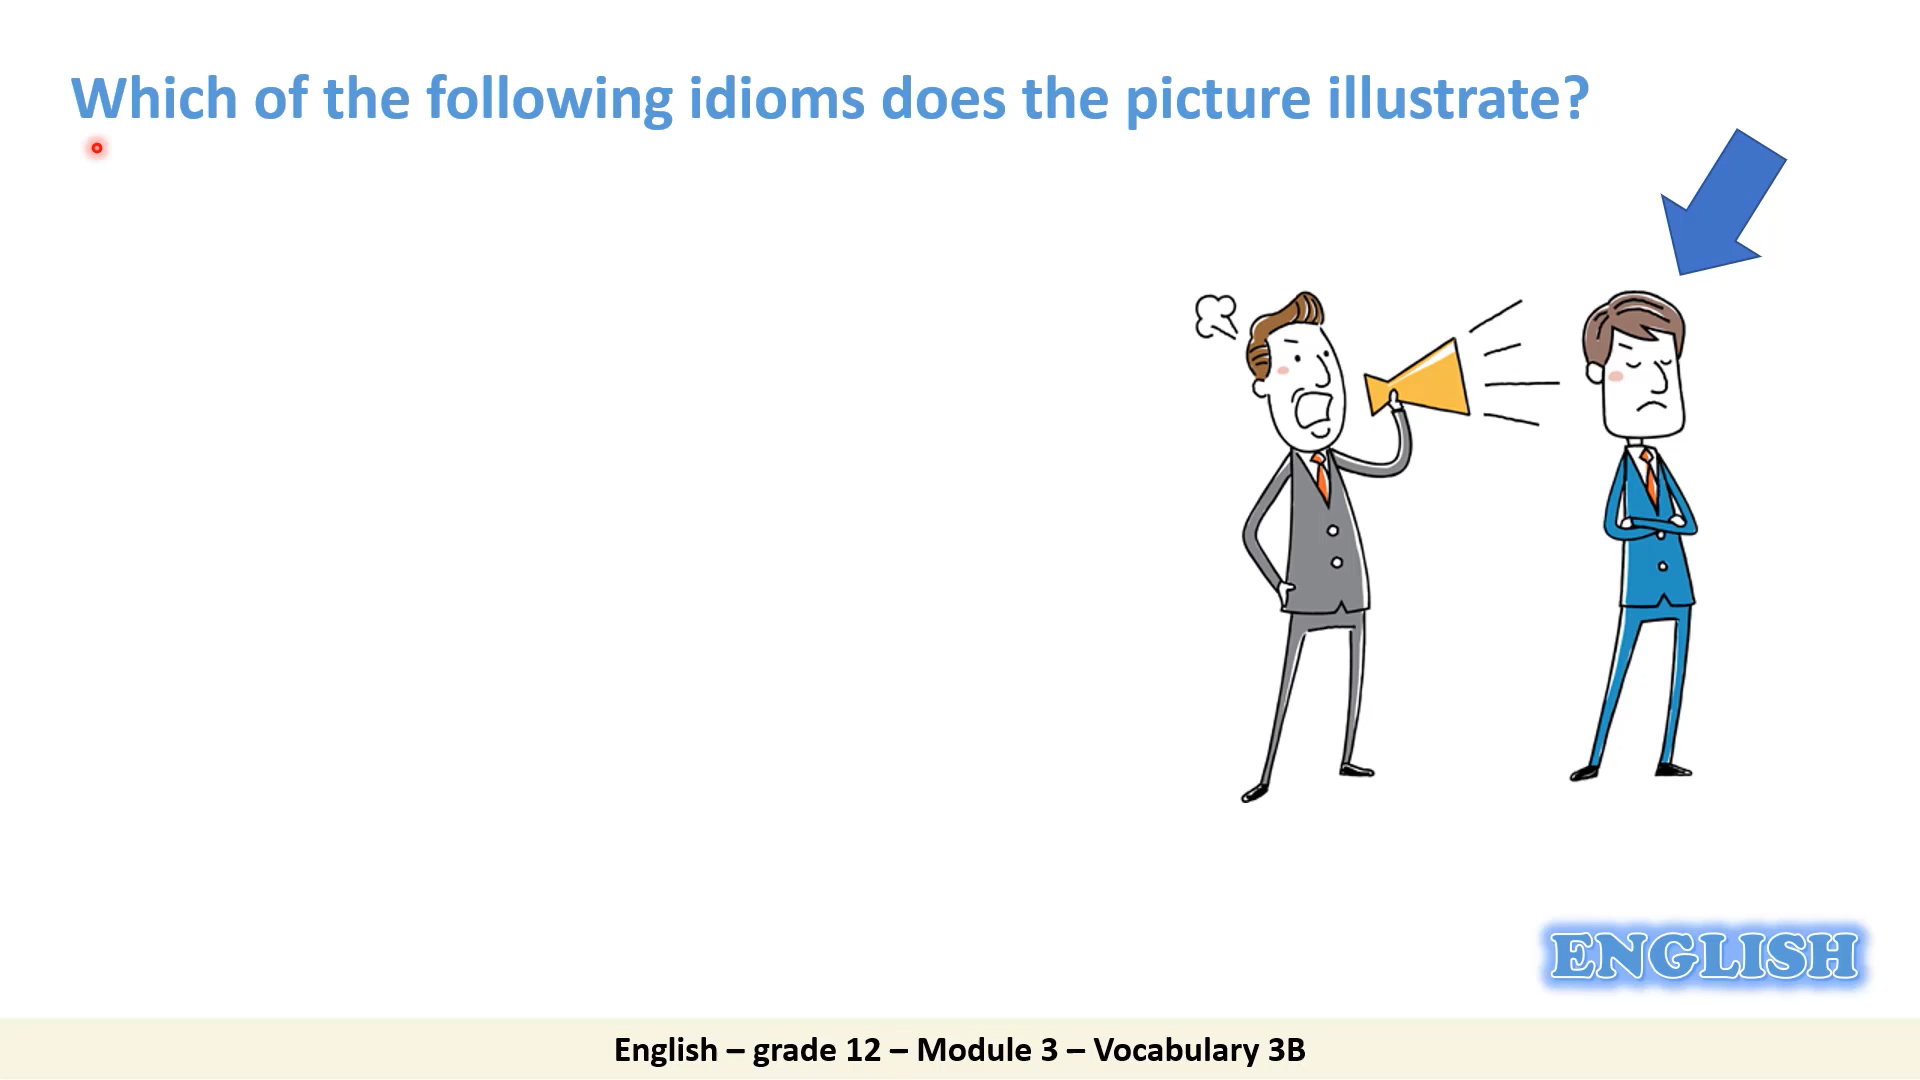 Which of the following idioms does the picture illustrate?
ENGLISH
English – grade 12 – Module 3 – Vocabulary 3B